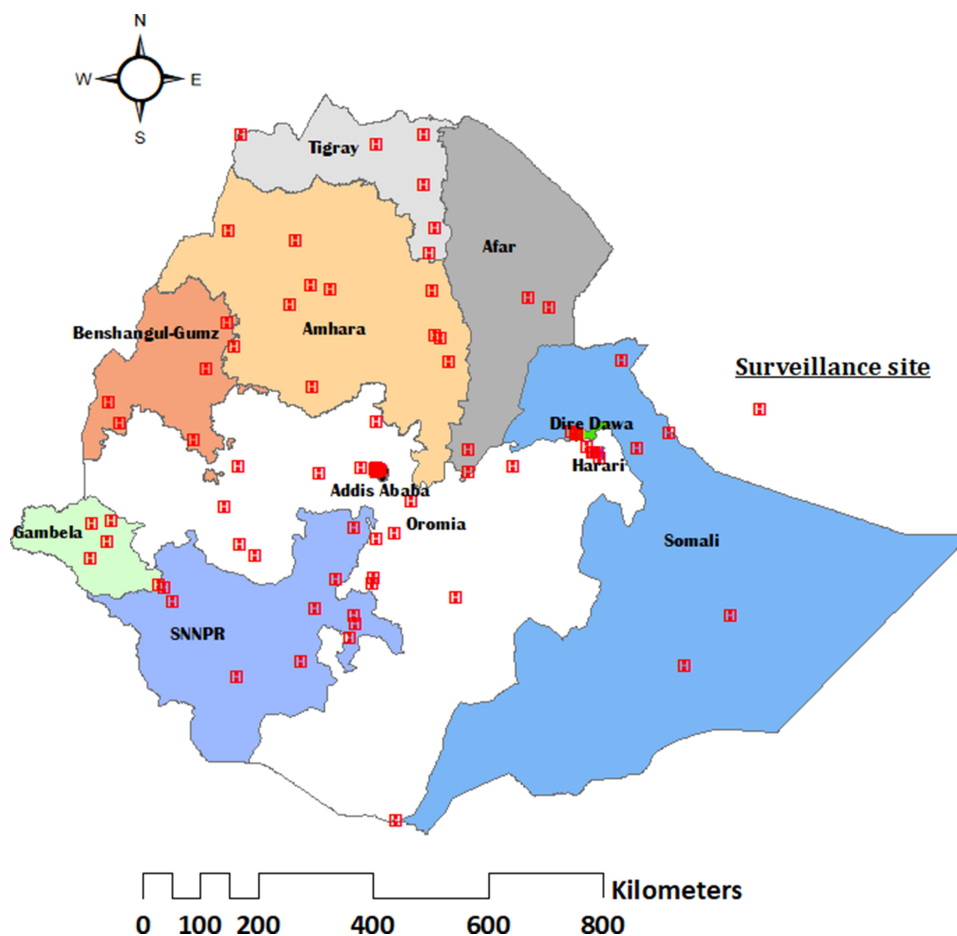 N
W E
S
Tigray
Afar
Benshangul-Gumz
Amhara
Surveillance site
H
Dire Dawa
Harari
Addis Ababa
Oromia
Gambela
Somali
SNNPR
Kilometers
0 100 200 400 600 800